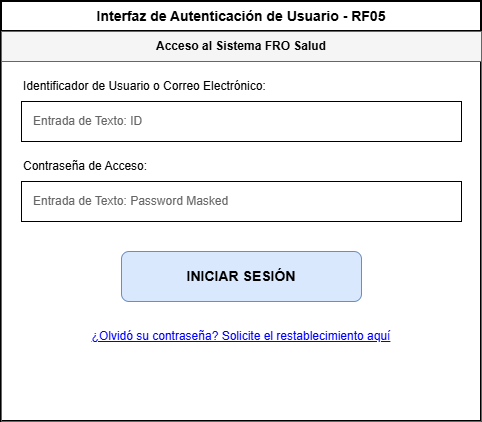 Interfaz de Autenticación de Usuario - RF05
Acceso al Sistema FRO Salud
Identificador de Usuario o Correo Electrónico:
Entrada de Texto: ID
Contraseña de Acceso:
Entrada de Texto: Password Masked
INICIAR SESIÓN
¿Olvidó su contraseña? Solicite el restablecimiento aquí